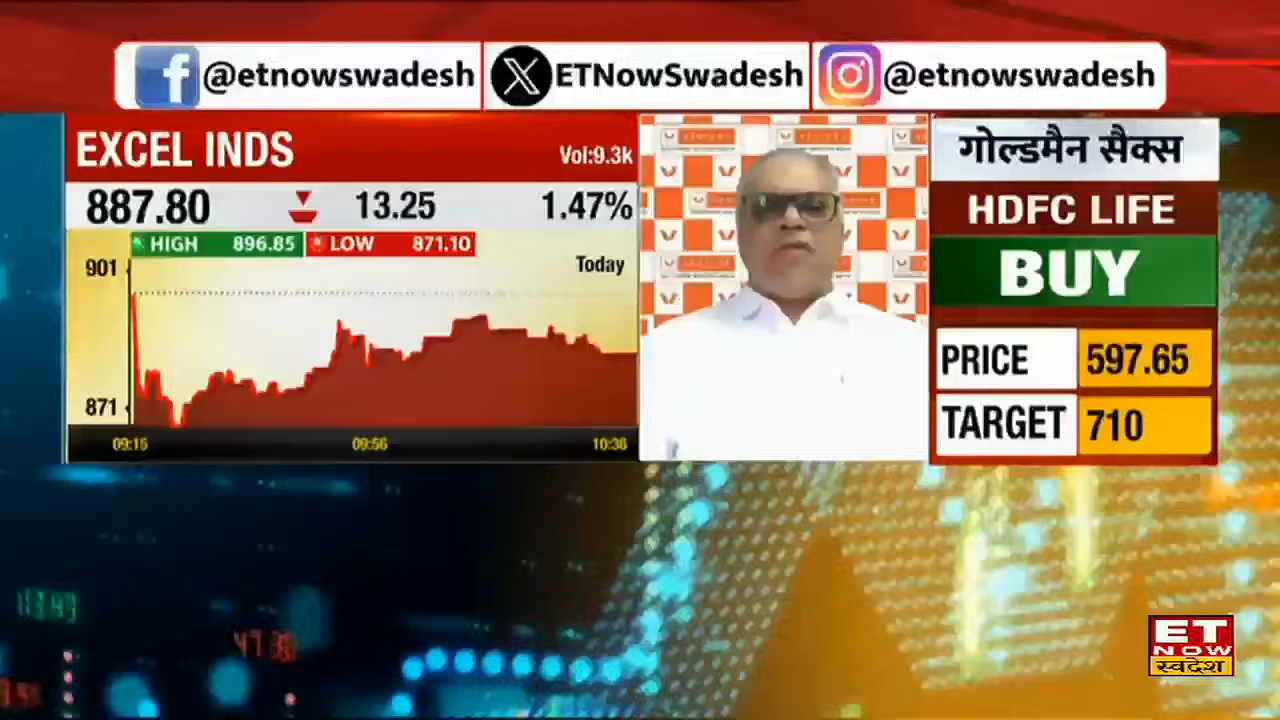 @etnowswadesh
ETNowSwadesh
@etnowswadesh
EXCEL INDS
Vol:9.3k
887.80 13.25 1.47%
HIGH 896.85 LOW 871.10
Today
901
871
09:15 09:56 10:36
गोल्डमैन सैक्स
HDFC LIFE
BUY
PRICE 597.65
TARGET 710
ET
NOW
स्वदेश